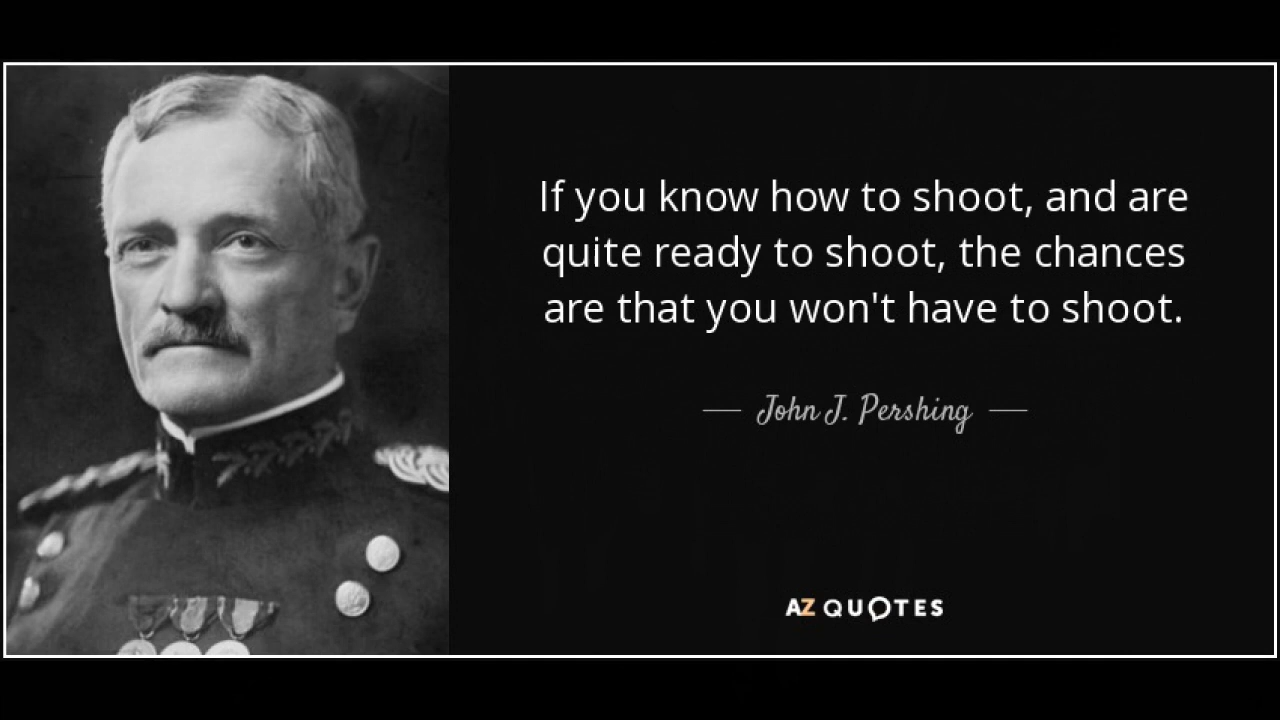 If you know how to shoot, and are
quite ready to shoot, the chances
are that you won't have to shoot.
John J. Pershing
AZ QUOTES